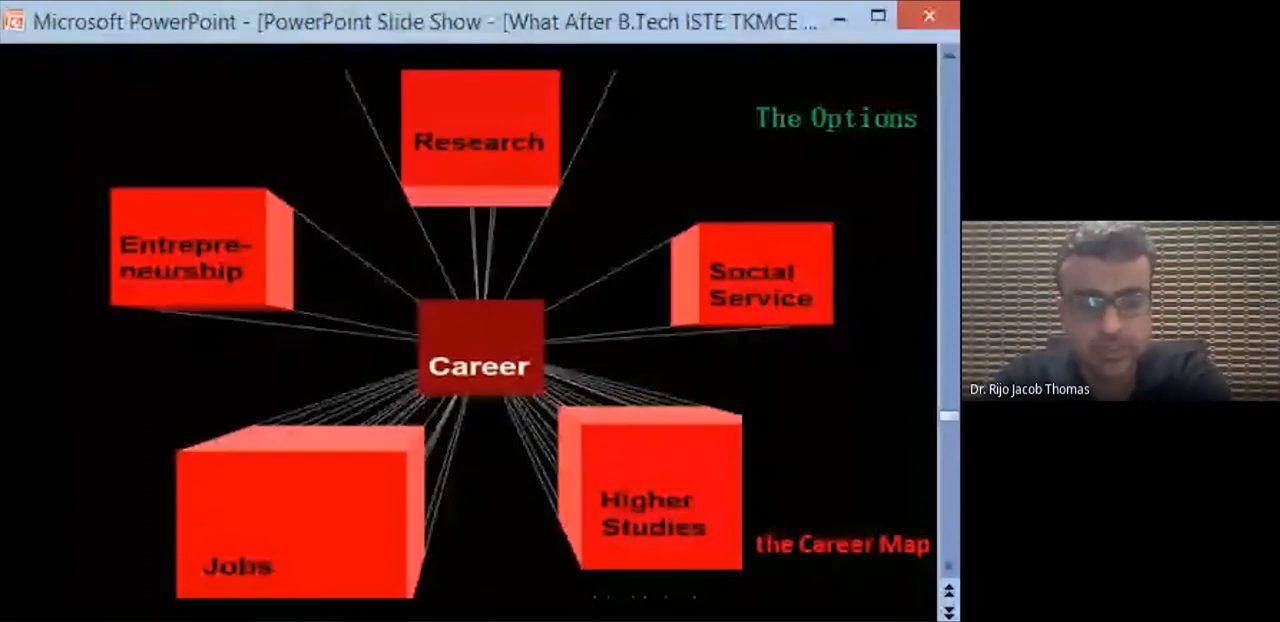 Microsoft PowerPoint - [PowerPoint Slide Show - [What After B.Tech ISTE TKMCE ...
The Options
Research
Entrepre-
neurship
Social
Service
Career
Jobs
Higher
Studies
the Career Map
Dr. Rijo Jacob Thomas